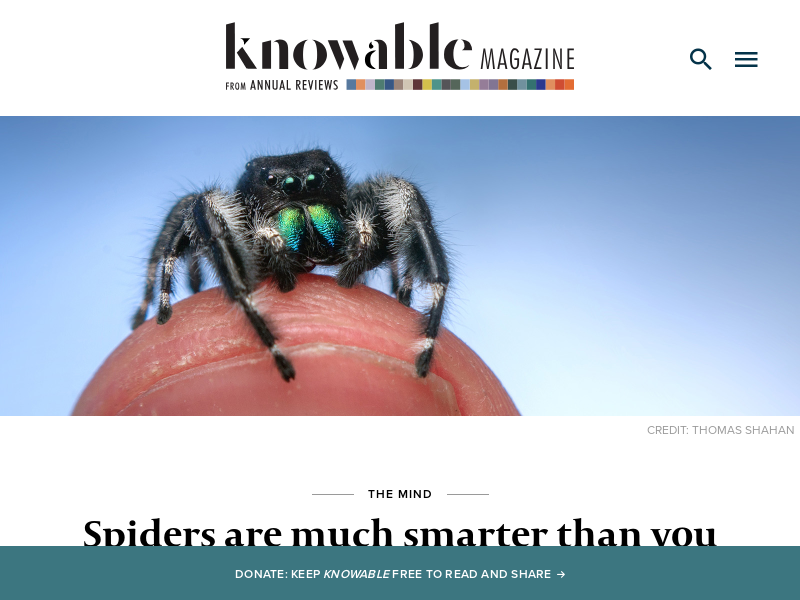 knowable MAGAZINE
FROM ANNUAL REVIEWS
CREDIT: THOMAS SHAHAN
THE MIND
Spiders are much smarter than you
DONATE: KEEP KNOWABLE FREE TO READ AND SHARE →